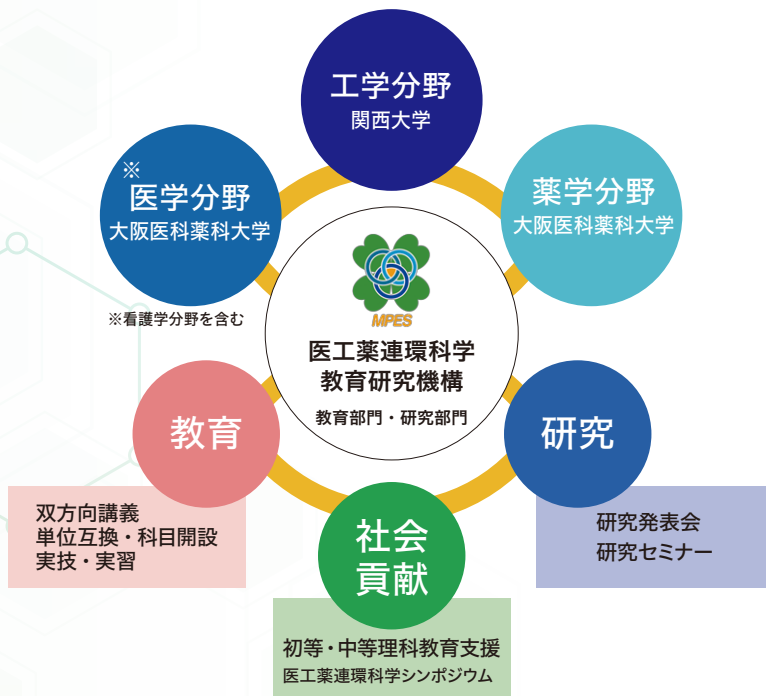 工学分野
関西大学
※
医学分野
大阪医科薬科大学
※看護学分野を含む
薬学分野
大阪医科薬科大学
MPES
医工薬連環科学
教育研究機構
教育部門・研究部門
教育
双方向講義
単位互換・科目開設
実技・実習
社会
貢献
初等・中等理科教育支援
医工薬連環科学シンポジウム
研究
研究発表会
研究セミナー